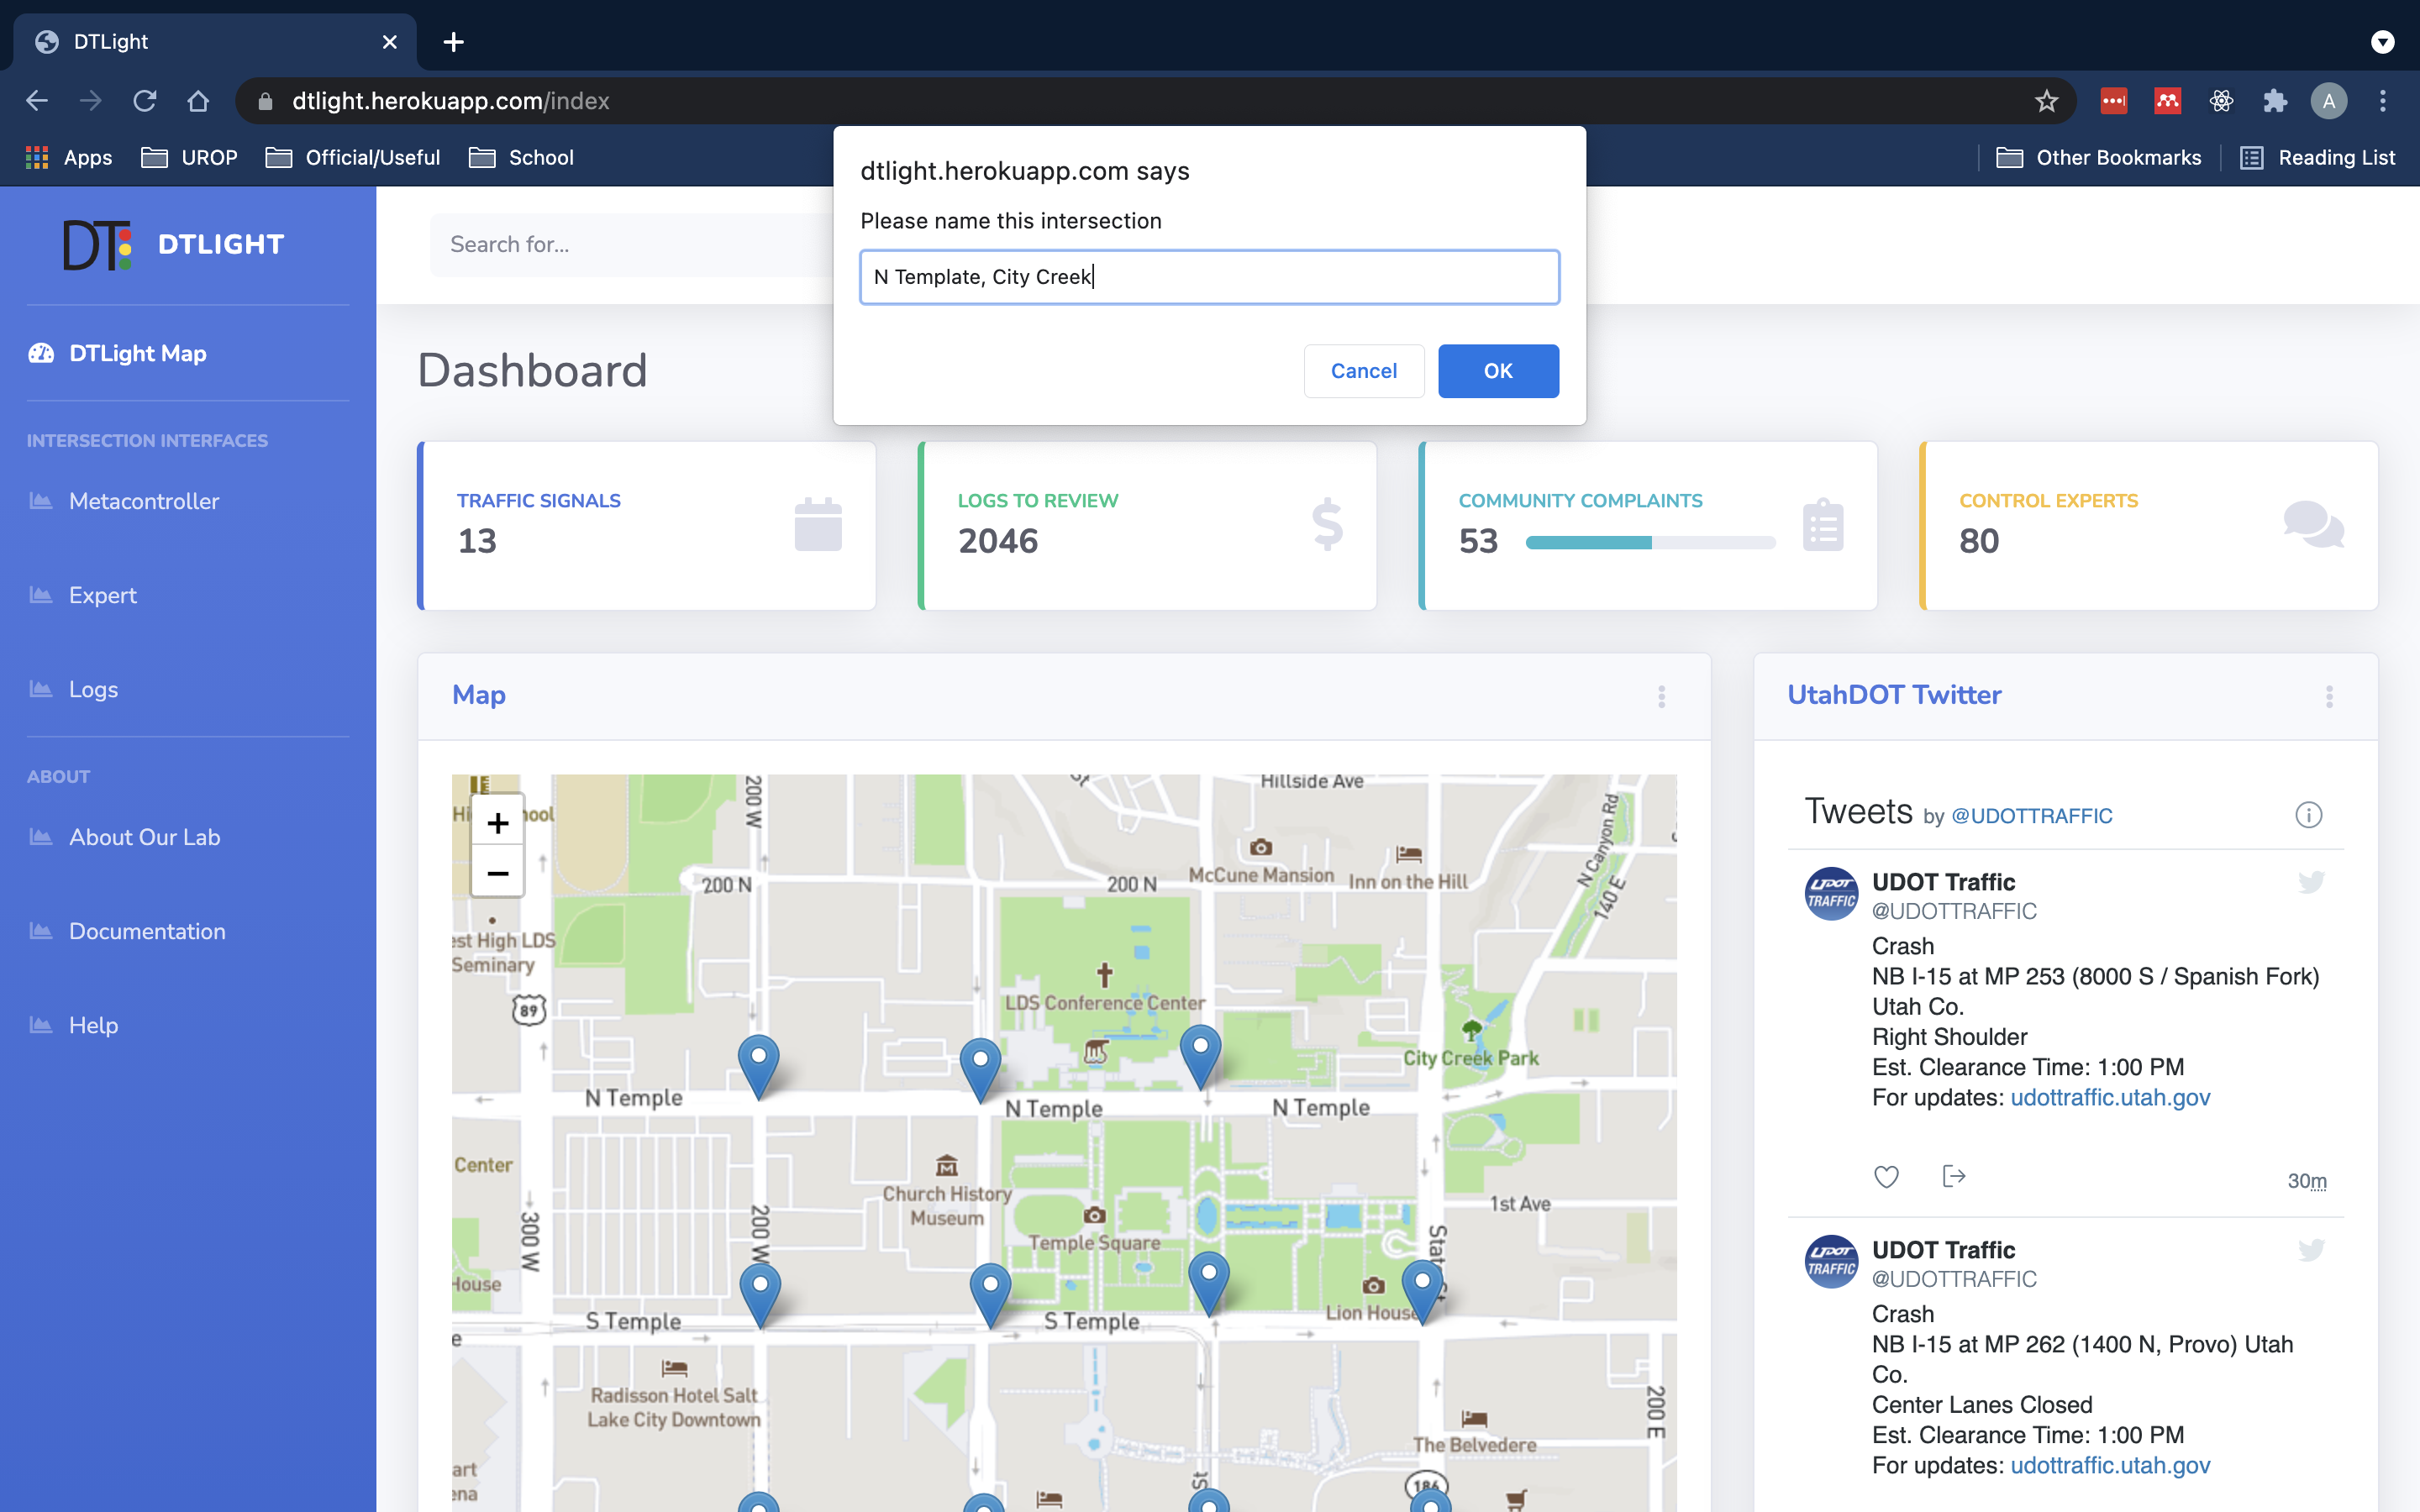 DTLight
dtlight.herokuapp.com/index
A
Apps
UROP
Official/Useful
School
Other Bookmarks
Reading List
dtlight.herokuapp.com says
Please name this intersection
N Template, City Creek
Cancel
OK
DT
DTLIGHT
Search for...
DTLight Map
INTERSECTION INTERFACES
Metacontroller
Expert
Logs
ABOUT
About Our Lab
Documentation
Help
Dashboard
TRAFFIC SIGNALS
13
LOGS TO REVIEW
2046
$
COMMUNITY COMPLAINTS
53
CONTROL EXPERTS
80
Map
+
−
Hillside Ave
200 W
200 N
200 N
McCune Mansion
Inn on the Hill
N Canyon Rd
140 E
est High LDS
Seminary
89
LDS Conference Center
City Creek Park
N Temple
N Temple
N Temple
Center
Church History
Museum
Temple Square
1st Ave
300 W
200 W
House
Lion House
S Temple
S Temple
Radisson Hotel Salt
Lake City Downtown
200 E
The Belvedere
186
UtahDOT Twitter
Tweets by @UDOTTRAFFIC
UDOT
TRAFFIC
UDOT Traffic
@UDOTTRAFFIC
Crash
NB I-15 at MP 253 (8000 S / Spanish Fork)
Utah Co.
Right Shoulder
Est. Clearance Time: 1:00 PM
For updates: udottraffic.utah.gov
30m
UDOT
TRAFFIC
UDOT Traffic
@UDOTTRAFFIC
Crash
NB I-15 at MP 262 (1400 N, Provo) Utah
Co.
Center Lanes Closed
Est. Clearance Time: 1:00 PM
For updates: udottraffic.utah.gov